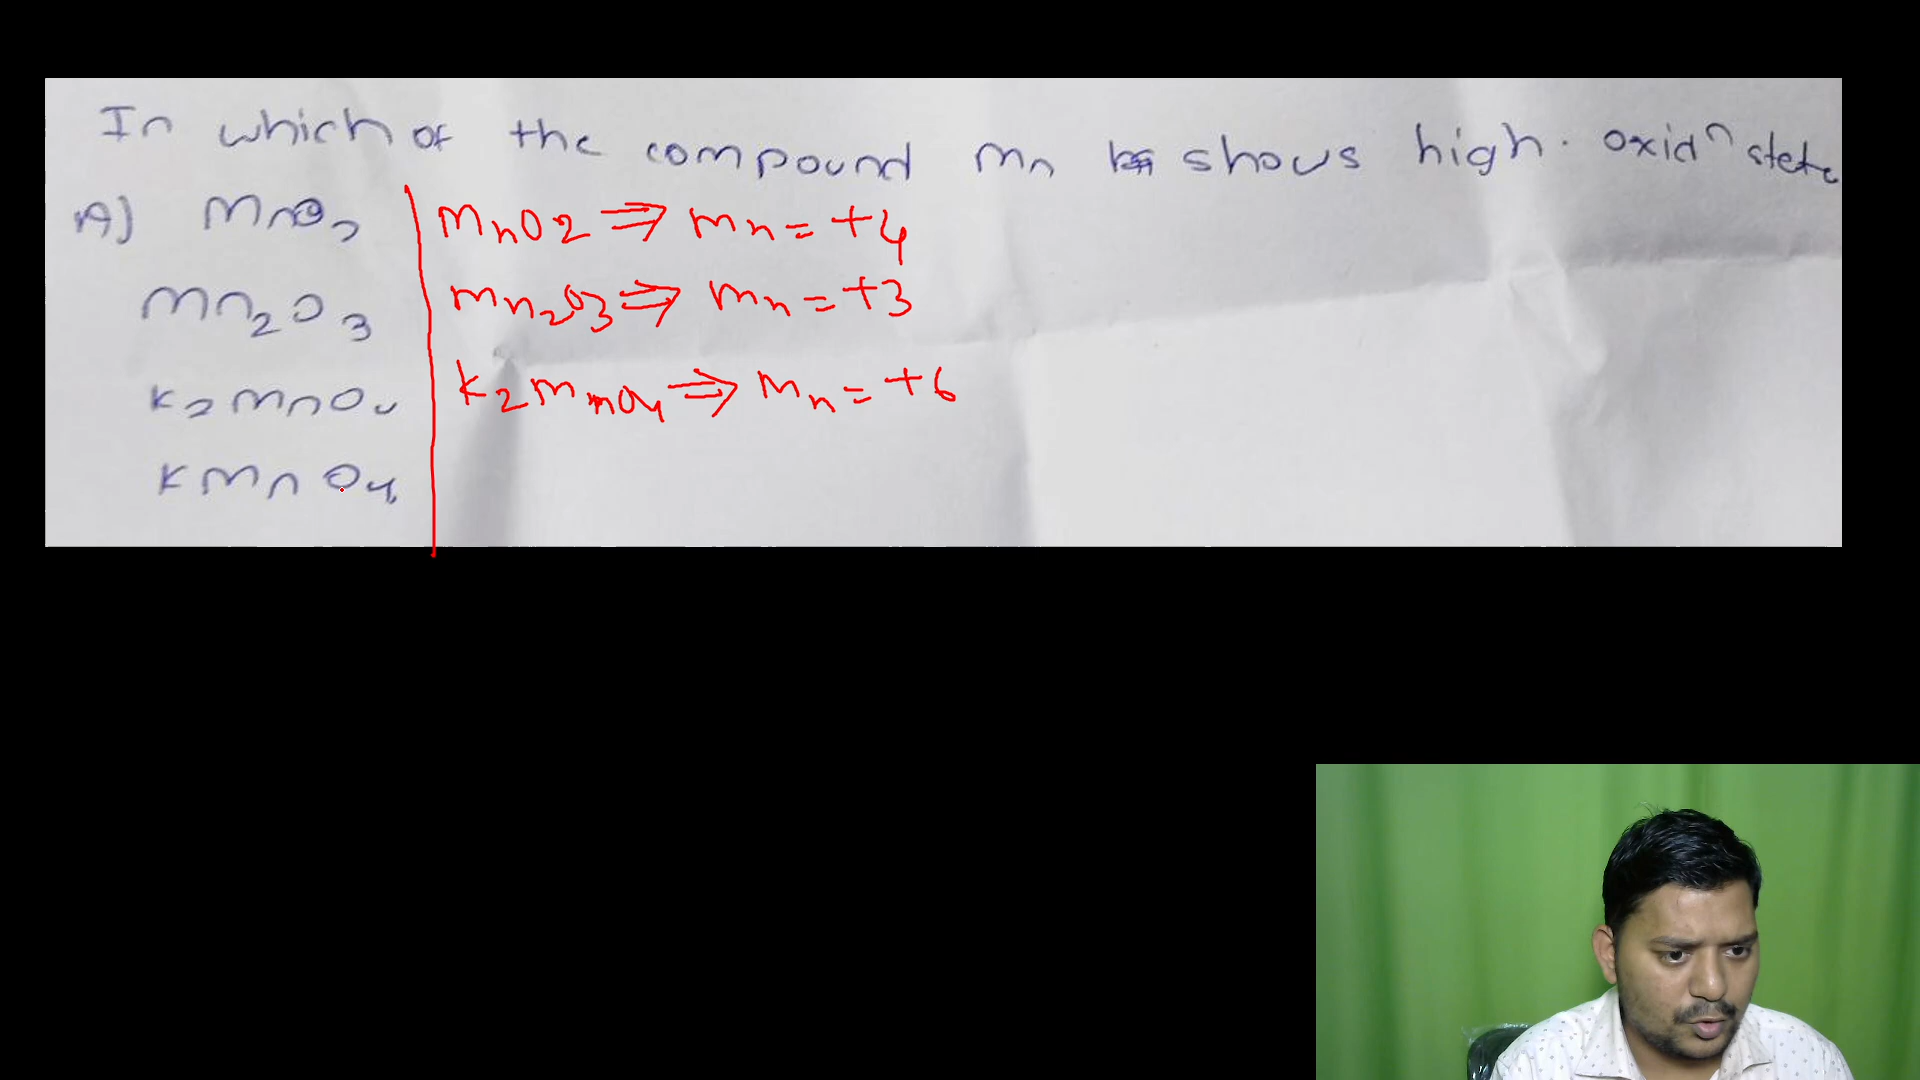 In which of the compound Mn shows high. oxidn state
A) MnO2 MnO2 ⇒ Mn = +4
Mn2O3 Mn2O3 ⇒ Mn = +3
K2MnO4 K2MnO4 ⇒ Mn = +6
KMnO4